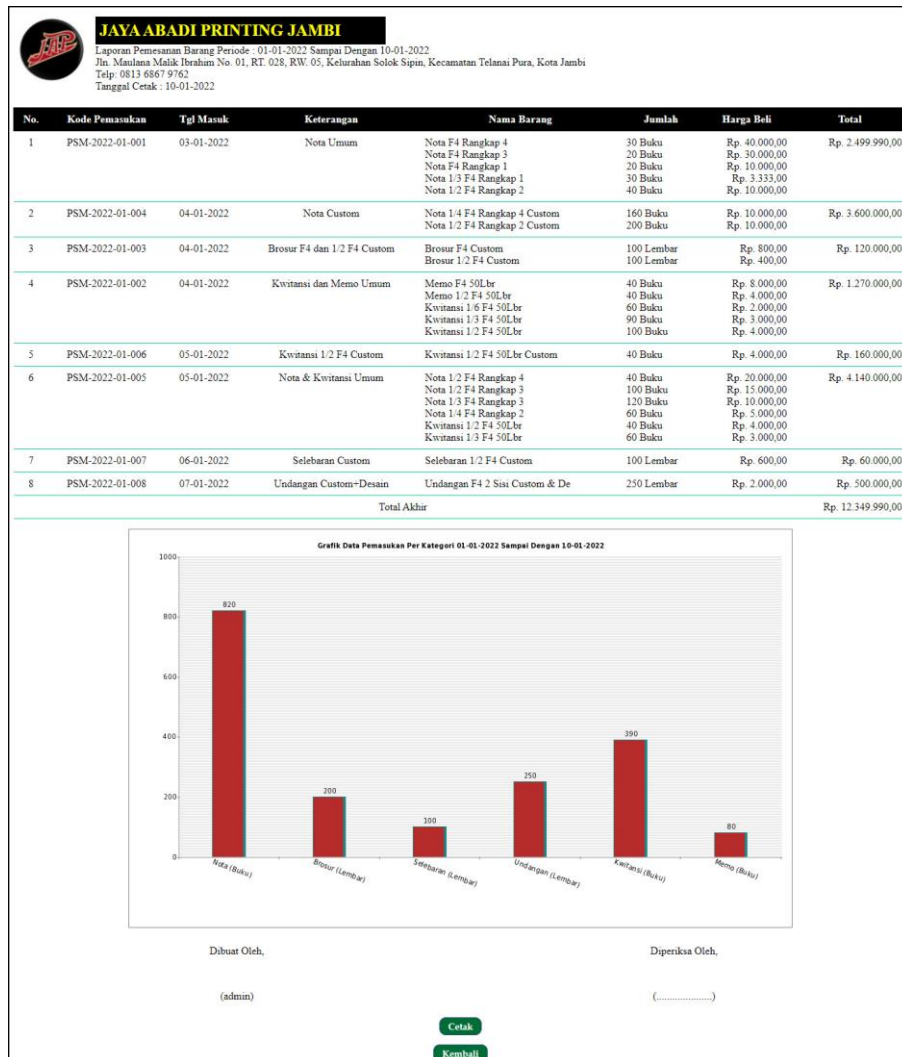 JAP
JAYA ABADI PRINTING JAMBI
Laporan Pemesanan Barang Periode : 01-01-2022 Sampai Dengan 10-01-2022
Jln. Maulana Malik Ibrahim No. 01, RT. 028, RW. 05, Kelurahan Solok Sipin, Kecamatan Telanai Pura, Kota Jambi
Telp: 0813 6867 9762
Tanggal Cetak : 10-01-2022
No. Kode Pemasukan Tgl Masuk Keterangan Nama Barang Jumlah Harga Beli Total
1 PSM-2022-01-001 03-01-2022 Nota Umum Nota F4 Rangkap 4 30 Buku Rp. 40.000,00 Rp. 2.499.990,00
Nota F4 Rangkap 3 20 Buku Rp. 30.000,00
Nota F4 Rangkap 1 20 Buku Rp. 10.000,00
Nota 1/3 F4 Rangkap 1 30 Buku Rp. 3.333,00
Nota 1/2 F4 Rangkap 2 40 Buku Rp. 10.000,00
2 PSM-2022-01-004 04-01-2022 Nota Custom Nota 1/4 F4 Rangkap 4 Custom 160 Buku Rp. 10.000,00 Rp. 3.600.000,00
Nota 1/2 F4 Rangkap 2 Custom 200 Buku Rp. 10.000,00
3 PSM-2022-01-003 04-01-2022 Brosur F4 dan 1/2 F4 Custom Brosur F4 Custom 100 Lembar Rp. 800,00 Rp. 120.000,00
Brosur 1/2 F4 Custom 100 Lembar Rp. 400,00
4 PSM-2022-01-002 04-01-2022 Kwitansi dan Memo Umum Memo F4 50Lbr 40 Buku Rp. 8.000,00 Rp. 1.270.000,00
Memo 1/2 F4 50Lbr 40 Buku Rp. 4.000,00
Kwitansi 1/6 F4 50Lbr 60 Buku Rp. 2.000,00
Kwitansi 1/3 F4 50Lbr 90 Buku Rp. 3.000,00
Kwitansi 1/2 F4 50Lbr 100 Buku Rp. 4.000,00
5 PSM-2022-01-006 05-01-2022 Kwitansi 1/2 F4 Custom Kwitansi 1/2 F4 50Lbr Custom 40 Buku Rp. 4.000,00 Rp. 160.000,00
6 PSM-2022-01-005 05-01-2022 Nota & Kwitansi Umum Nota 1/2 F4 Rangkap 4 40 Buku Rp. 20.000,00 Rp. 4.140.000,00
Nota 1/2 F4 Rangkap 3 100 Buku Rp. 15.000,00
Nota 1/3 F4 Rangkap 3 120 Buku Rp. 10.000,00
Nota 1/4 F4 Rangkap 2 60 Buku Rp. 5.000,00
Kwitansi 1/2 F4 50Lbr 40 Buku Rp. 4.000,00
Kwitansi 1/3 F4 50Lbr 60 Buku Rp. 3.000,00
7 PSM-2022-01-007 06-01-2022 Selebaran Custom Selebaran 1/2 F4 Custom 100 Lembar Rp. 600,00 Rp. 60.000,00
8 PSM-2022-01-008 07-01-2022 Undangan Custom+Desain Undangan F4 2 Sisi Custom & De 250 Lembar Rp. 2.000,00 Rp. 500.000,00
Total Akhir Rp. 12.349.990,00
Grafik Data Pemasukan Per Kategori 01-01-2022 Sampai Dengan 10-01-2022
1000
820
800
600
400
390
250
200
200
100
80
0
Nota (Buku) Brosur (Lembar) Selebaran (Lembar) Undangan (Lembar) Kwitansi (Buku) Memo (Buku)
Dibuat Oleh, Diperiksa Oleh,
(admin) (.....................)
Cetak
Kembali